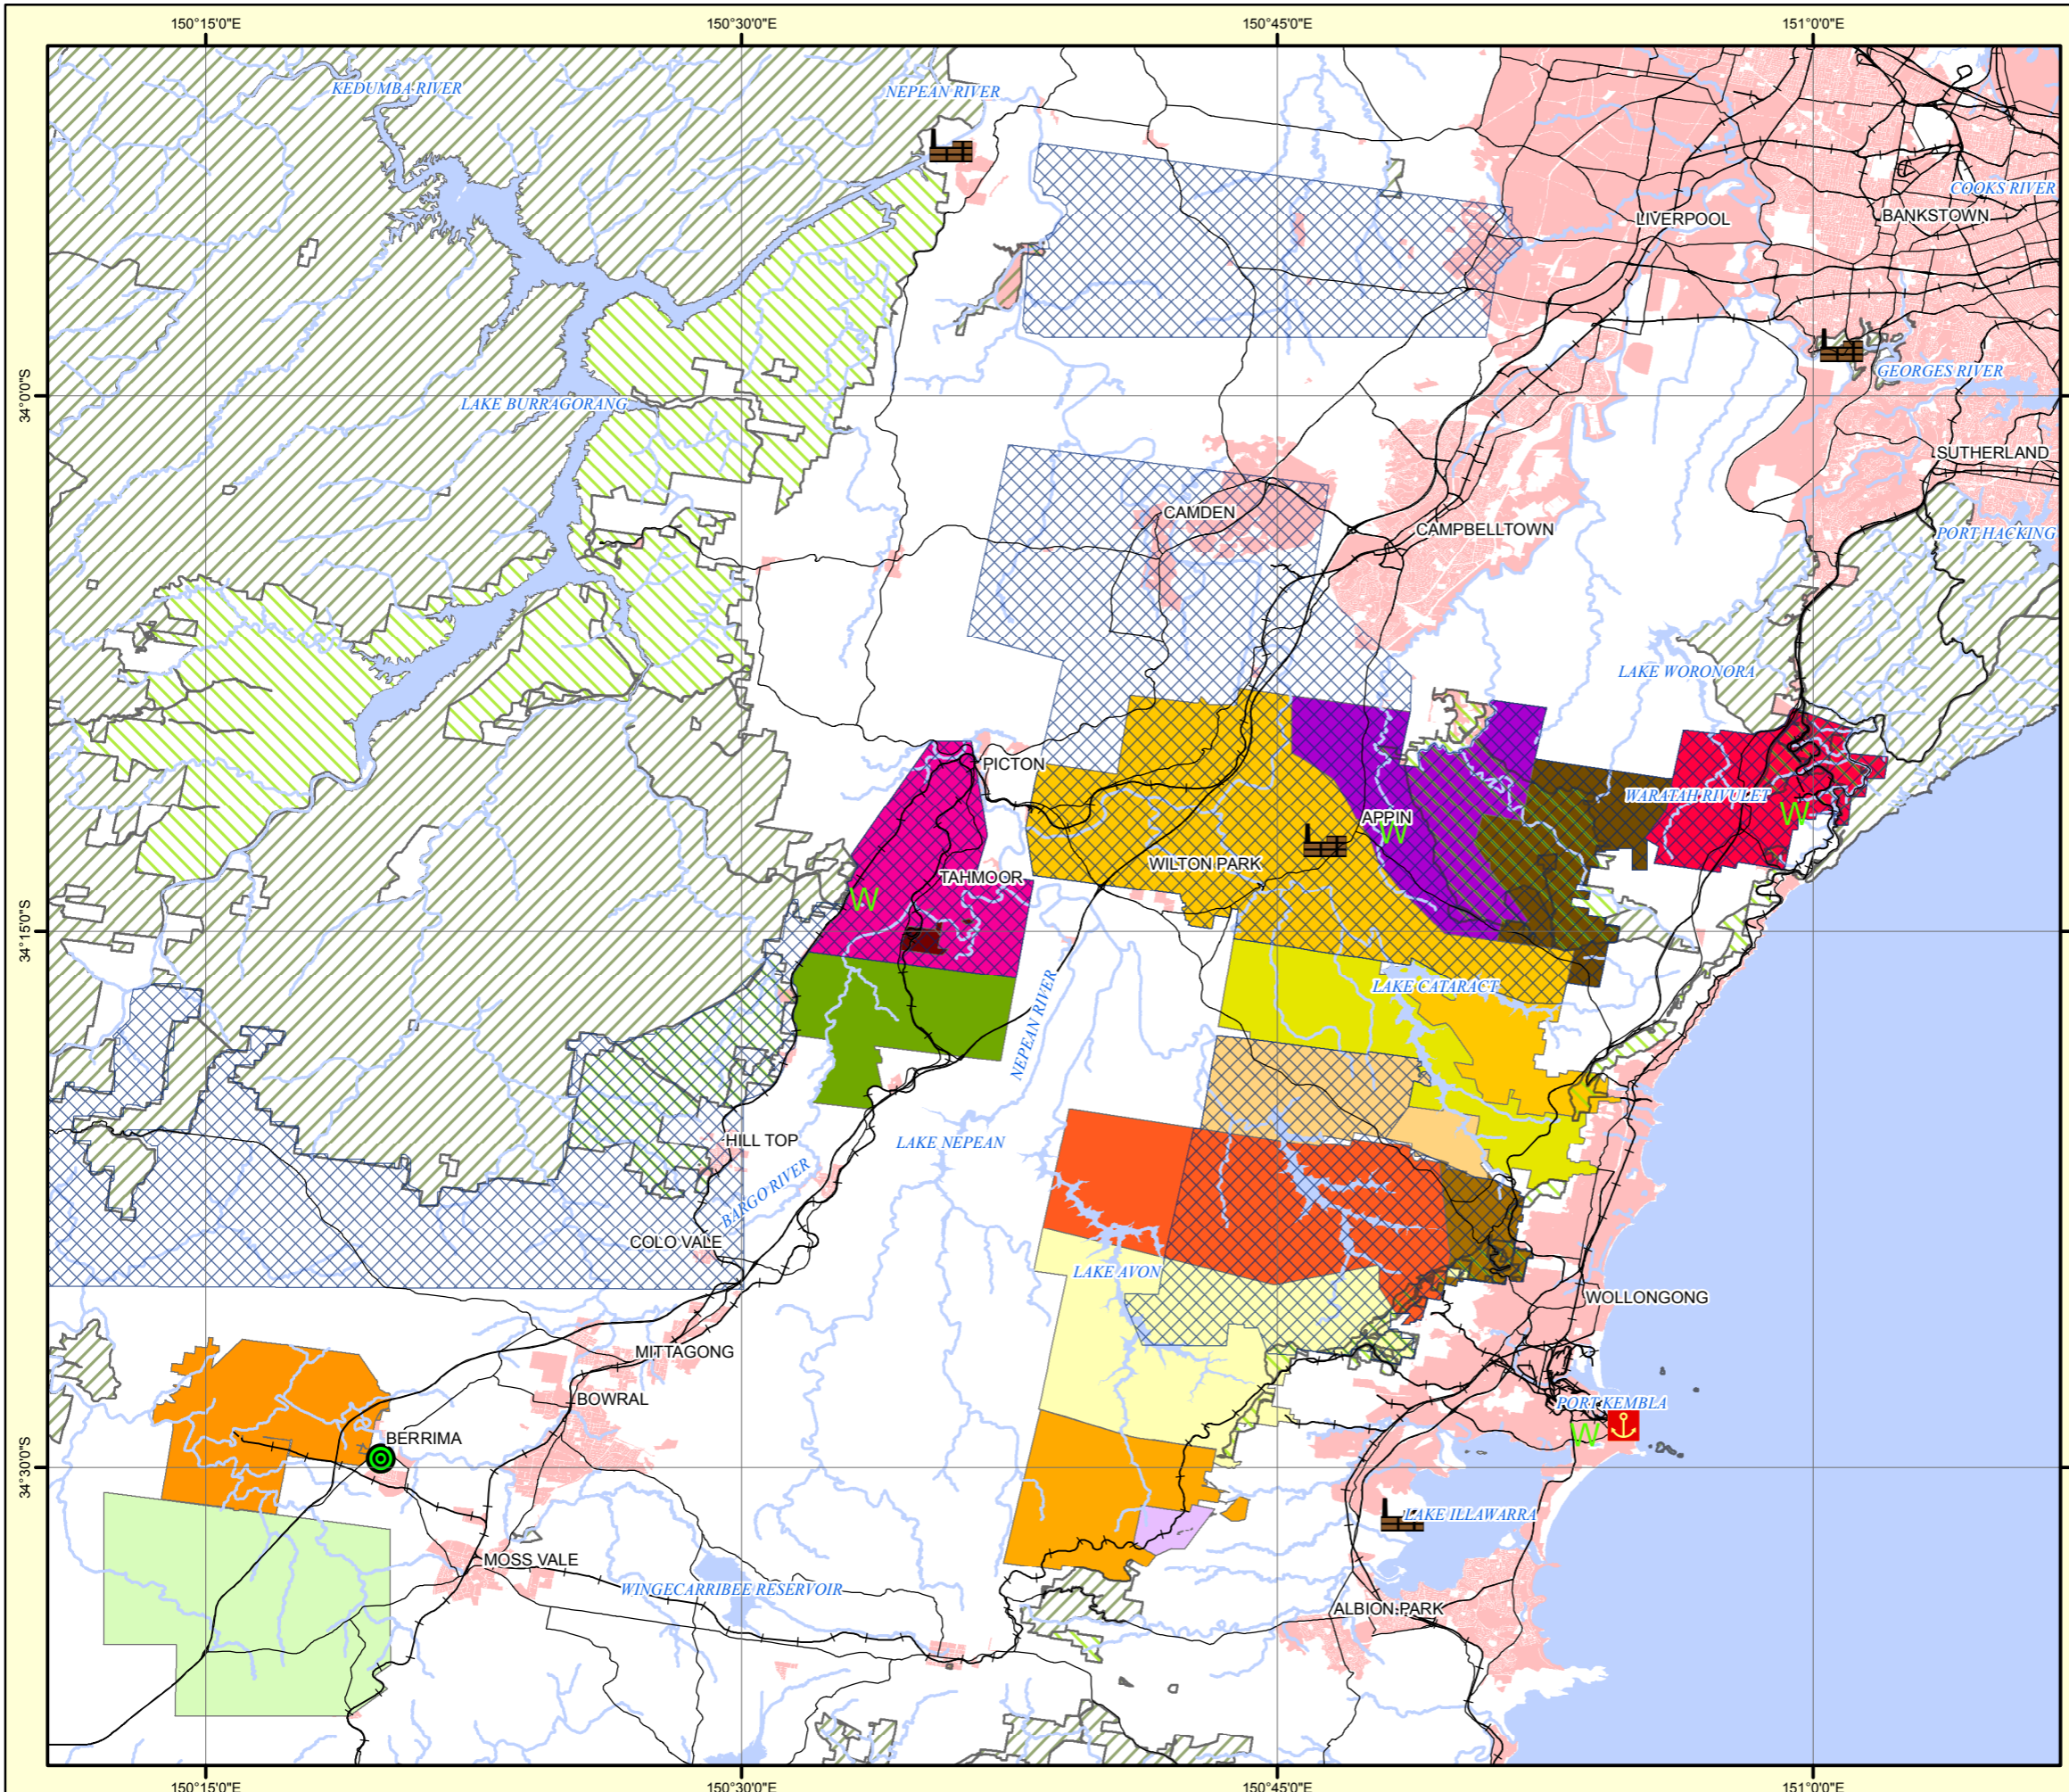 150°15'0"E
150°30'0"E
150°45'0"E
151°0'0"E
KEDUMBA RIVER
NEPEAN RIVER
COOKS RIVER
LIVERPOOL
BANKSTOWN
34°0'0"S
GEORGES RIVER
LAKE BURRAGORANG
SUTHERLAND
CAMDEN
CAMPBELLTOWN
PORT HACKING
LAKE WORONORA
PICTON
WARATAH RIVULET
W
APPIN
W
WILTON PARK
TAHMOOR
W
34°15'0"S
LAKE CATARACT
NEPEAN RIVER
HILL TOP
LAKE NEPEAN
BARGO RIVER
COLO VALE
LAKE AVON
WOLLONGONG
MITTAGONG
BOWRAL
PORT KEMBLA
W
BERRIMA
34°30'0"S
LAKE ILLAWARRA
MOSS VALE
WINGECARRIBEE RESERVOIR
ALBION PARK
150°15'0"E
150°30'0"E
150°45'0"E
151°0'0"E